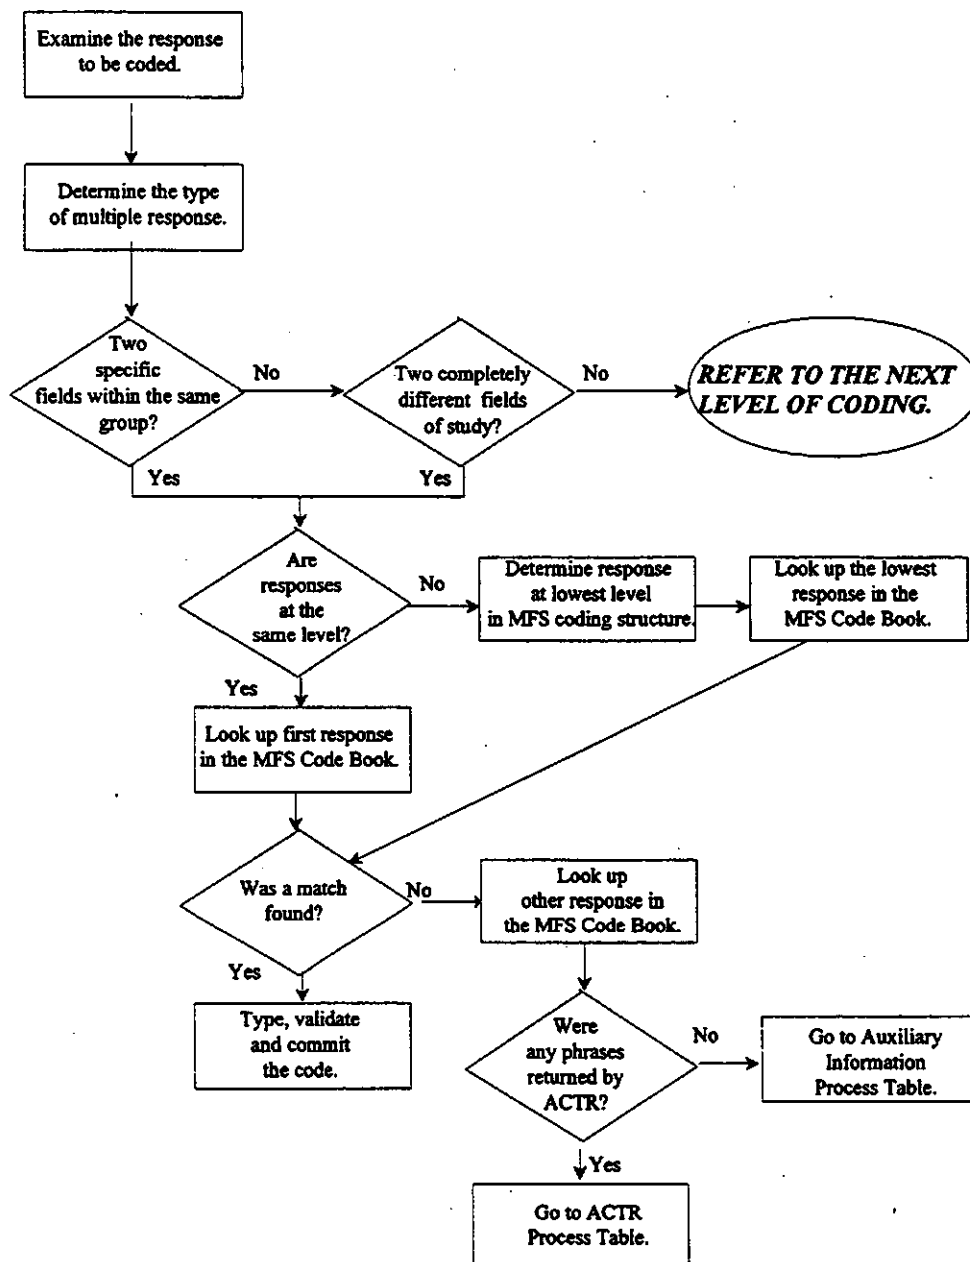 Examine the response
to be coded.
Determine the type
of multiple response.
Two
specific
fields within the same
group?
No
Two completely
different fields
of study?
No
REFER TO THE NEXT
LEVEL OF CODING.
Yes
Yes
Are
responses
at the
same level?
No
Determine response
at lowest level
in MFS coding structure.
Look up the lowest
response in the
MFS Code Book.
Yes
Look up first response
in the MFS Code Book.
Was a match
found?
No
Look up
other response in
the MFS Code Book.
Yes
Type, validate
and commit
the code.
Were
any phrases
returned by
ACTR?
No
Go to Auxiliary
Information
Process Table.
Yes
Go to ACTR
Process Table.